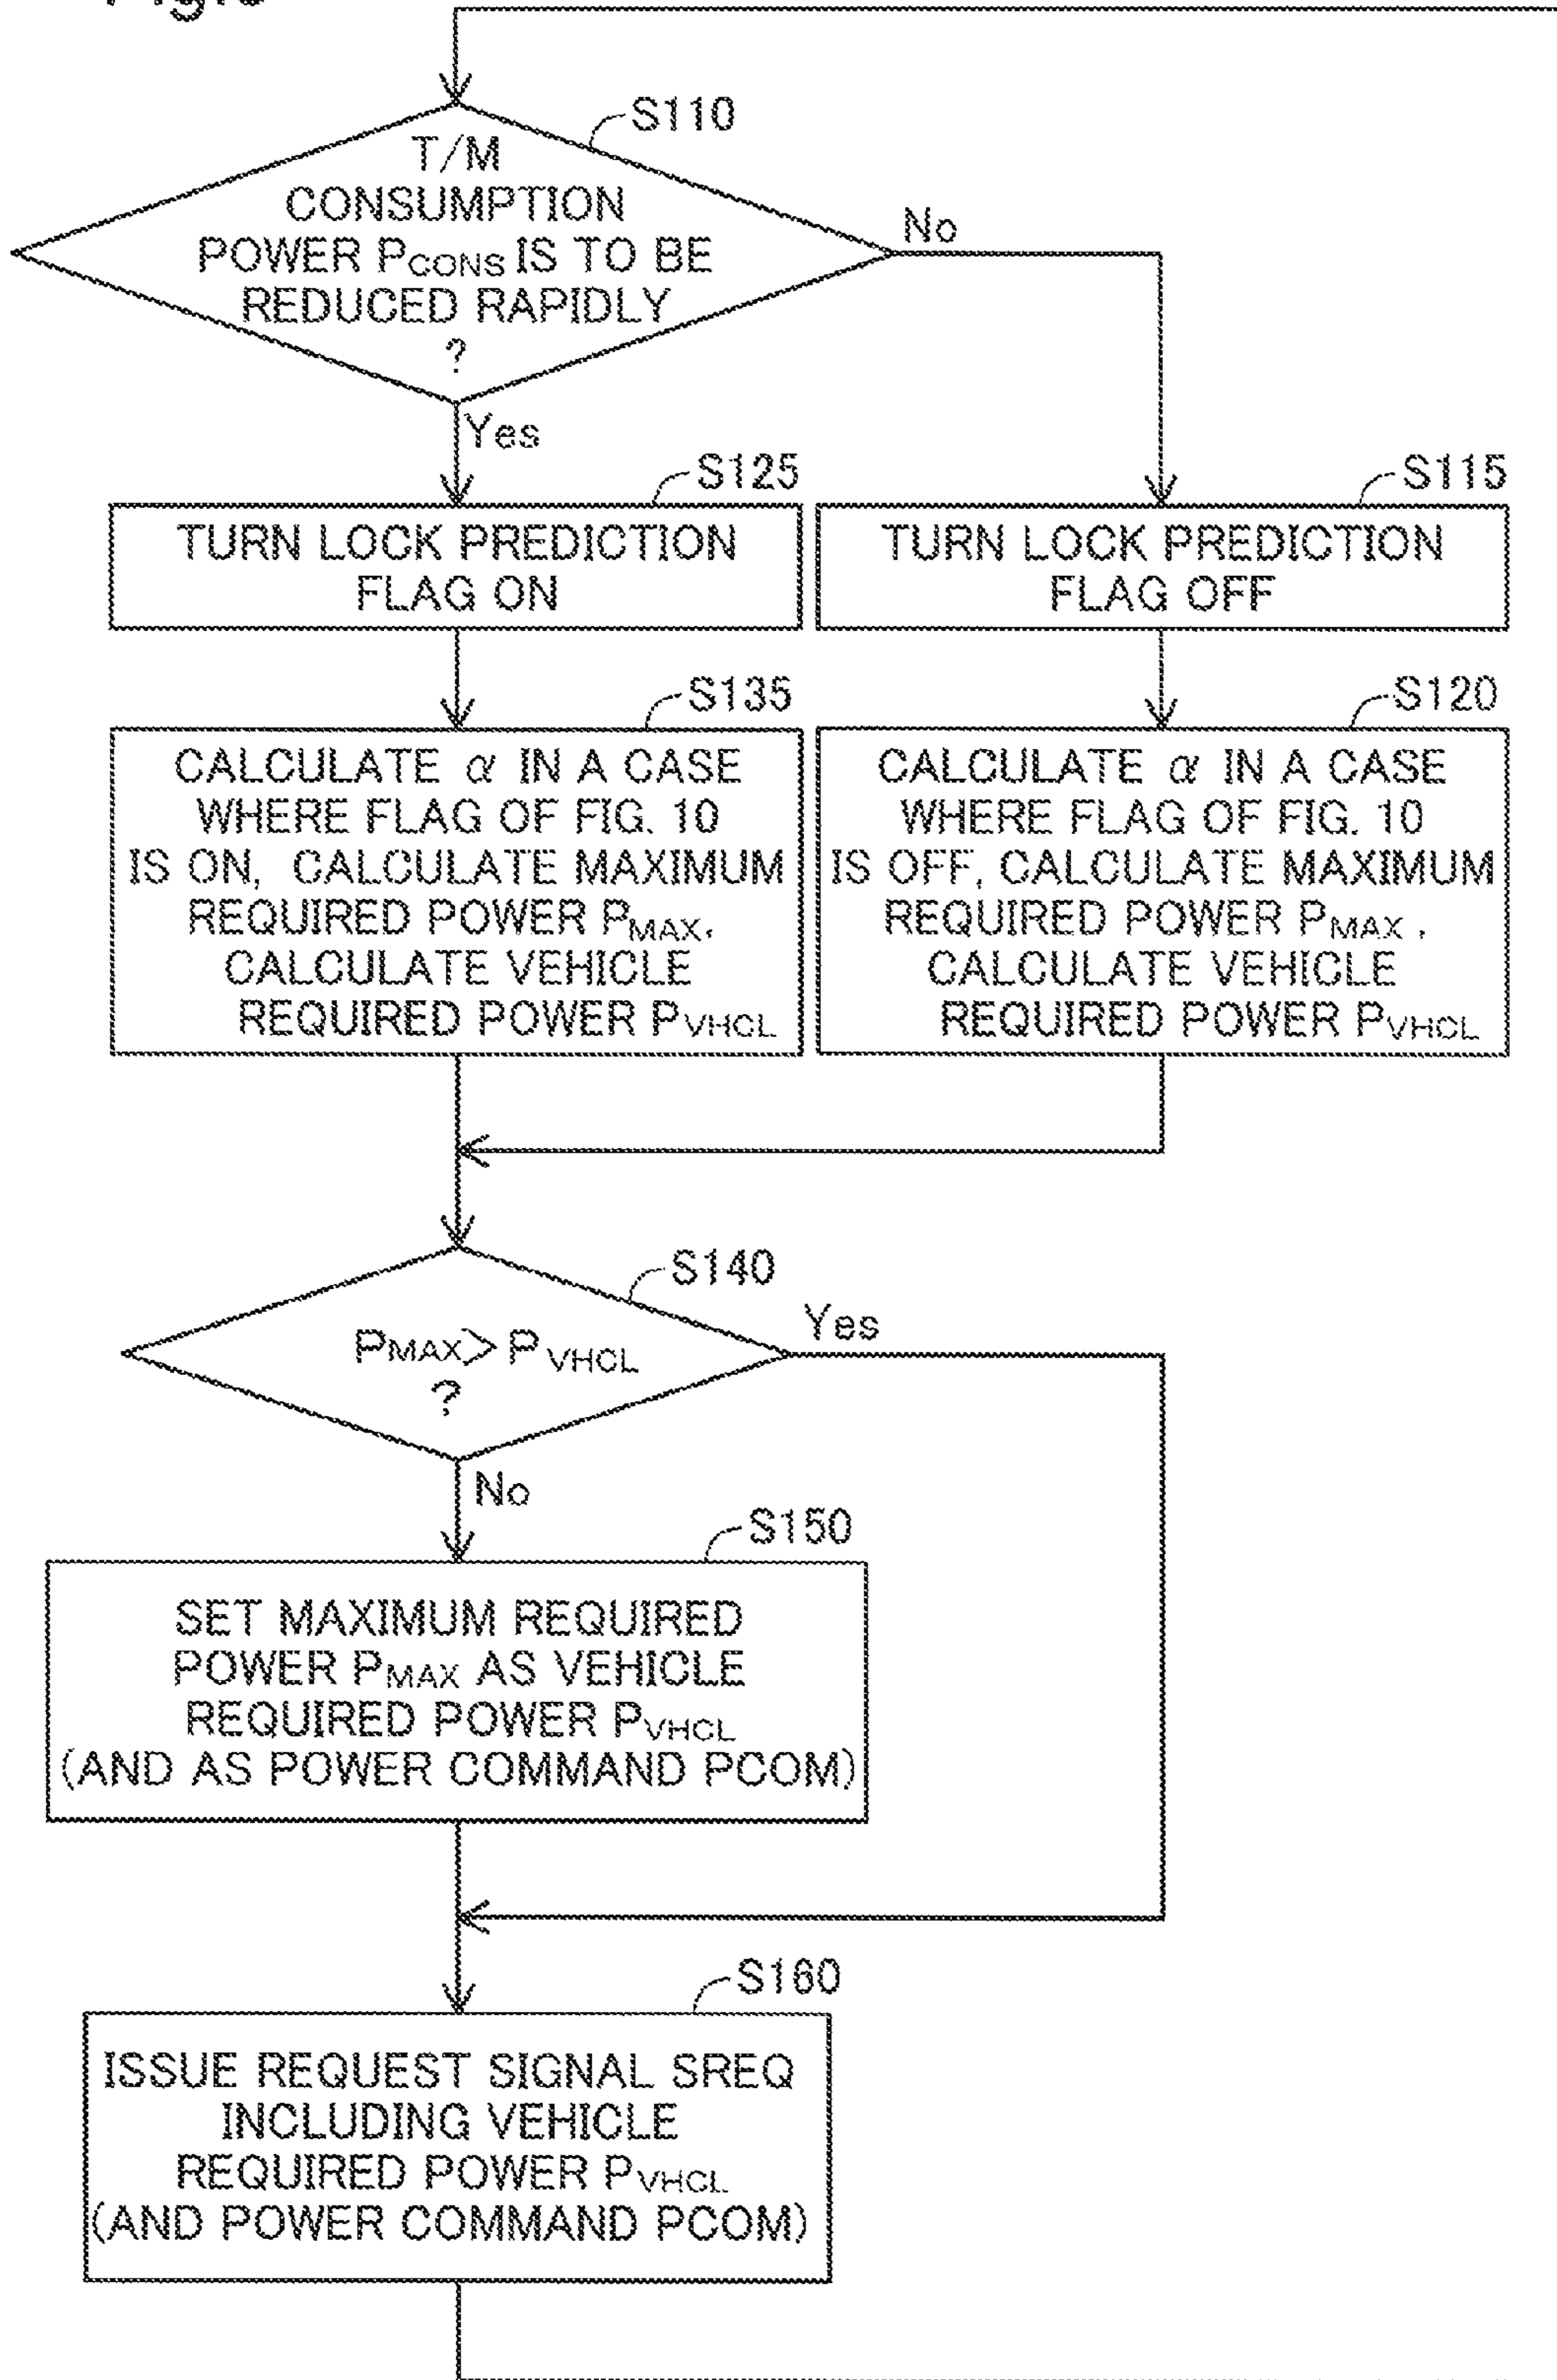 S110
T/M
CONSUMPTION
POWER PCONS IS TO BE
REDUCED RAPIDLY
?
No
Yes
S125
TURN LOCK PREDICTION
FLAG ON
S115
TURN LOCK PREDICTION
FLAG OFF
S135
CALCULATE α IN A CASE
WHERE FLAG OF FIG. 10
IS ON, CALCULATE MAXIMUM
REQUIRED POWER PMAX,
CALCULATE VEHICLE
REQUIRED POWER PVHCL
S120
CALCULATE α IN A CASE
WHERE FLAG OF FIG. 10
IS OFF, CALCULATE MAXIMUM
REQUIRED POWER PMAX ,
CALCULATE VEHICLE
REQUIRED POWER PVHCL
S140
PMAX> PVHCL
?
Yes
No
S150
SET MAXIMUM REQUIRED
POWER PMAX AS VEHICLE
REQUIRED POWER PVHCL
(AND AS POWER COMMAND PCOM)
S160
ISSUE REQUEST SIGNAL SREQ
INCLUDING VEHICLE
REQUIRED POWER PVHCL
(AND POWER COMMAND PCOM)